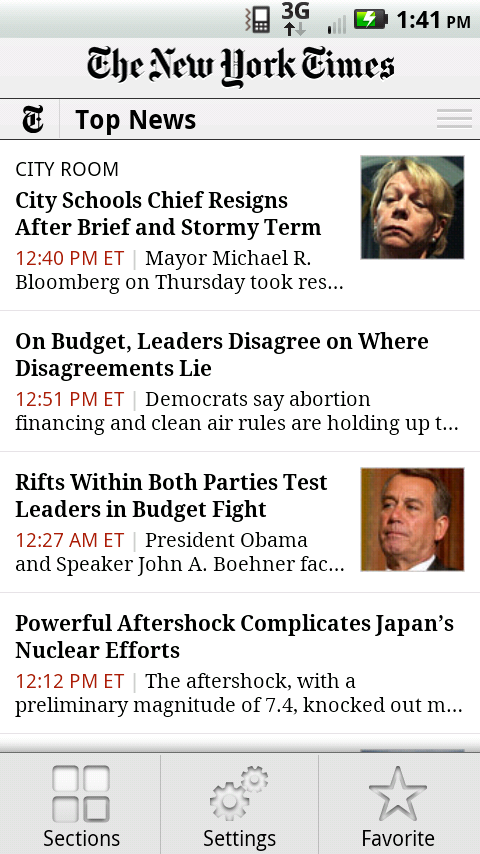 3G 1:41 PM
The New York Times
T Top News
CITY ROOM
City Schools Chief Resigns
After Brief and Stormy Term
12:40 PM ET | Mayor Michael R.
Bloomberg on Thursday took res...
On Budget, Leaders Disagree on Where
Disagreements Lie
12:51 PM ET | Democrats say abortion
financing and clean air rules are holding up t...
Rifts Within Both Parties Test
Leaders in Budget Fight
12:27 AM ET | President Obama
and Speaker John A. Boehner fac...
Powerful Aftershock Complicates Japan’s
Nuclear Efforts
12:12 PM ET | The aftershock, with a
preliminary magnitude of 7.4, knocked out m...
Sections Settings Favorite